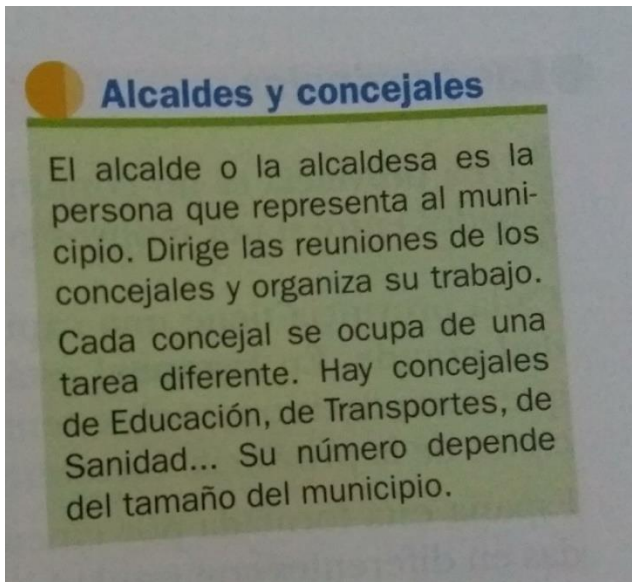 Alcaldes y concejales
El alcalde o la alcaldesa es la
persona que representa al muni-
cipio. Dirige las reuniones de los
concejales y organiza su trabajo.
Cada concejal se ocupa de una
tarea diferente. Hay concejales
de Educación, de Transportes, de
Sanidad... Su número depende
del tamaño del municipio.